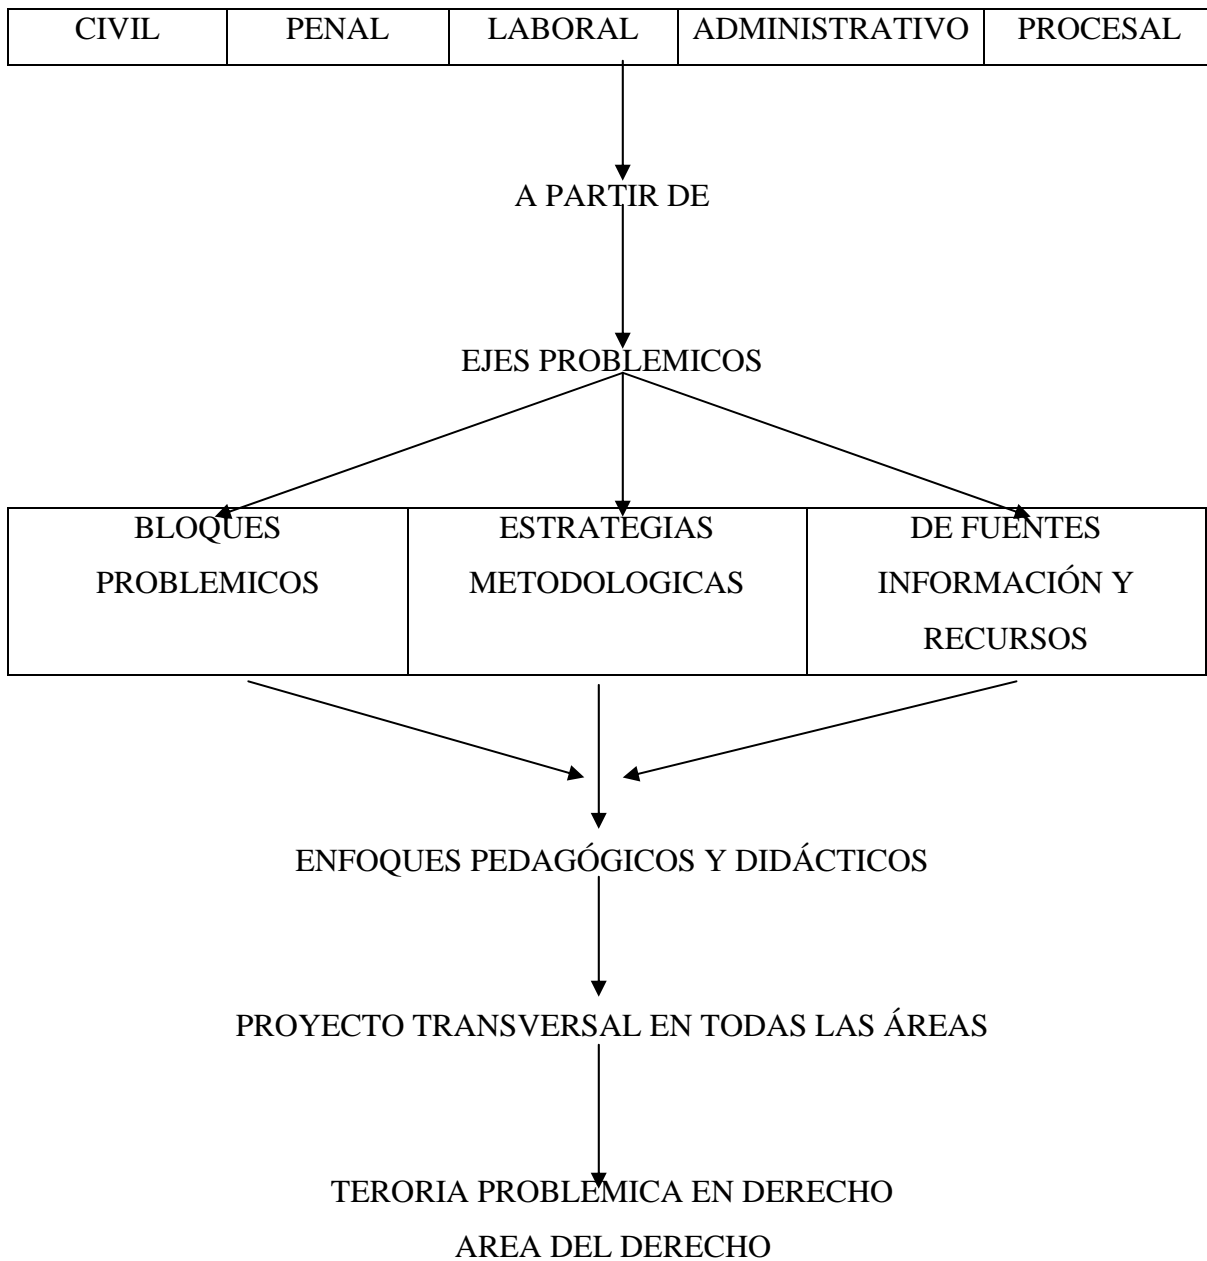 CIVIL PENAL LABORAL ADMINISTRATIVO PROCESAL
A PARTIR DE
EJES PROBLEMICOS
BLOQUES
PROBLEMICOS
ESTRATEGIAS
METODOLOGICAS
DE FUENTES
INFORMACIÓN Y
RECURSOS
ENFOQUES PEDAGÓGICOS Y DIDÁCTICOS
PROYECTO TRANSVERSAL EN TODAS LAS ÁREAS
TERORIA PROBLEMICA EN DERECHO
AREA DEL DERECHO